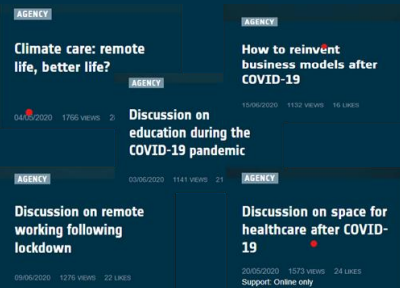 AGENCY
Climate care: remote
life, better life?
04/05/2020 1766 VIEWS 2
AGENCY
How to reinvent
business models after
COVID-19
15/06/2020 1132 VIEWS 16 LIKES
AGENCY
Discussion on
education during the
COVID-19 pandemic
03/06/2020 1141 VIEWS 21
AGENCY
Discussion on remote
working following
lockdown
09/06/2020 1276 VIEWS 22 LIKES
AGENCY
Discussion on space for
healthcare after COVID-
19
20/05/2020 1573 VIEWS 24 LIKES
Support: Online only